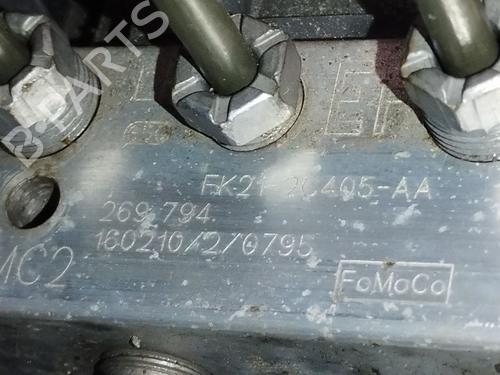 B-PARTS
FK21-2C405-AA
269 794
160210/2/0795
MC2
FoMoCo